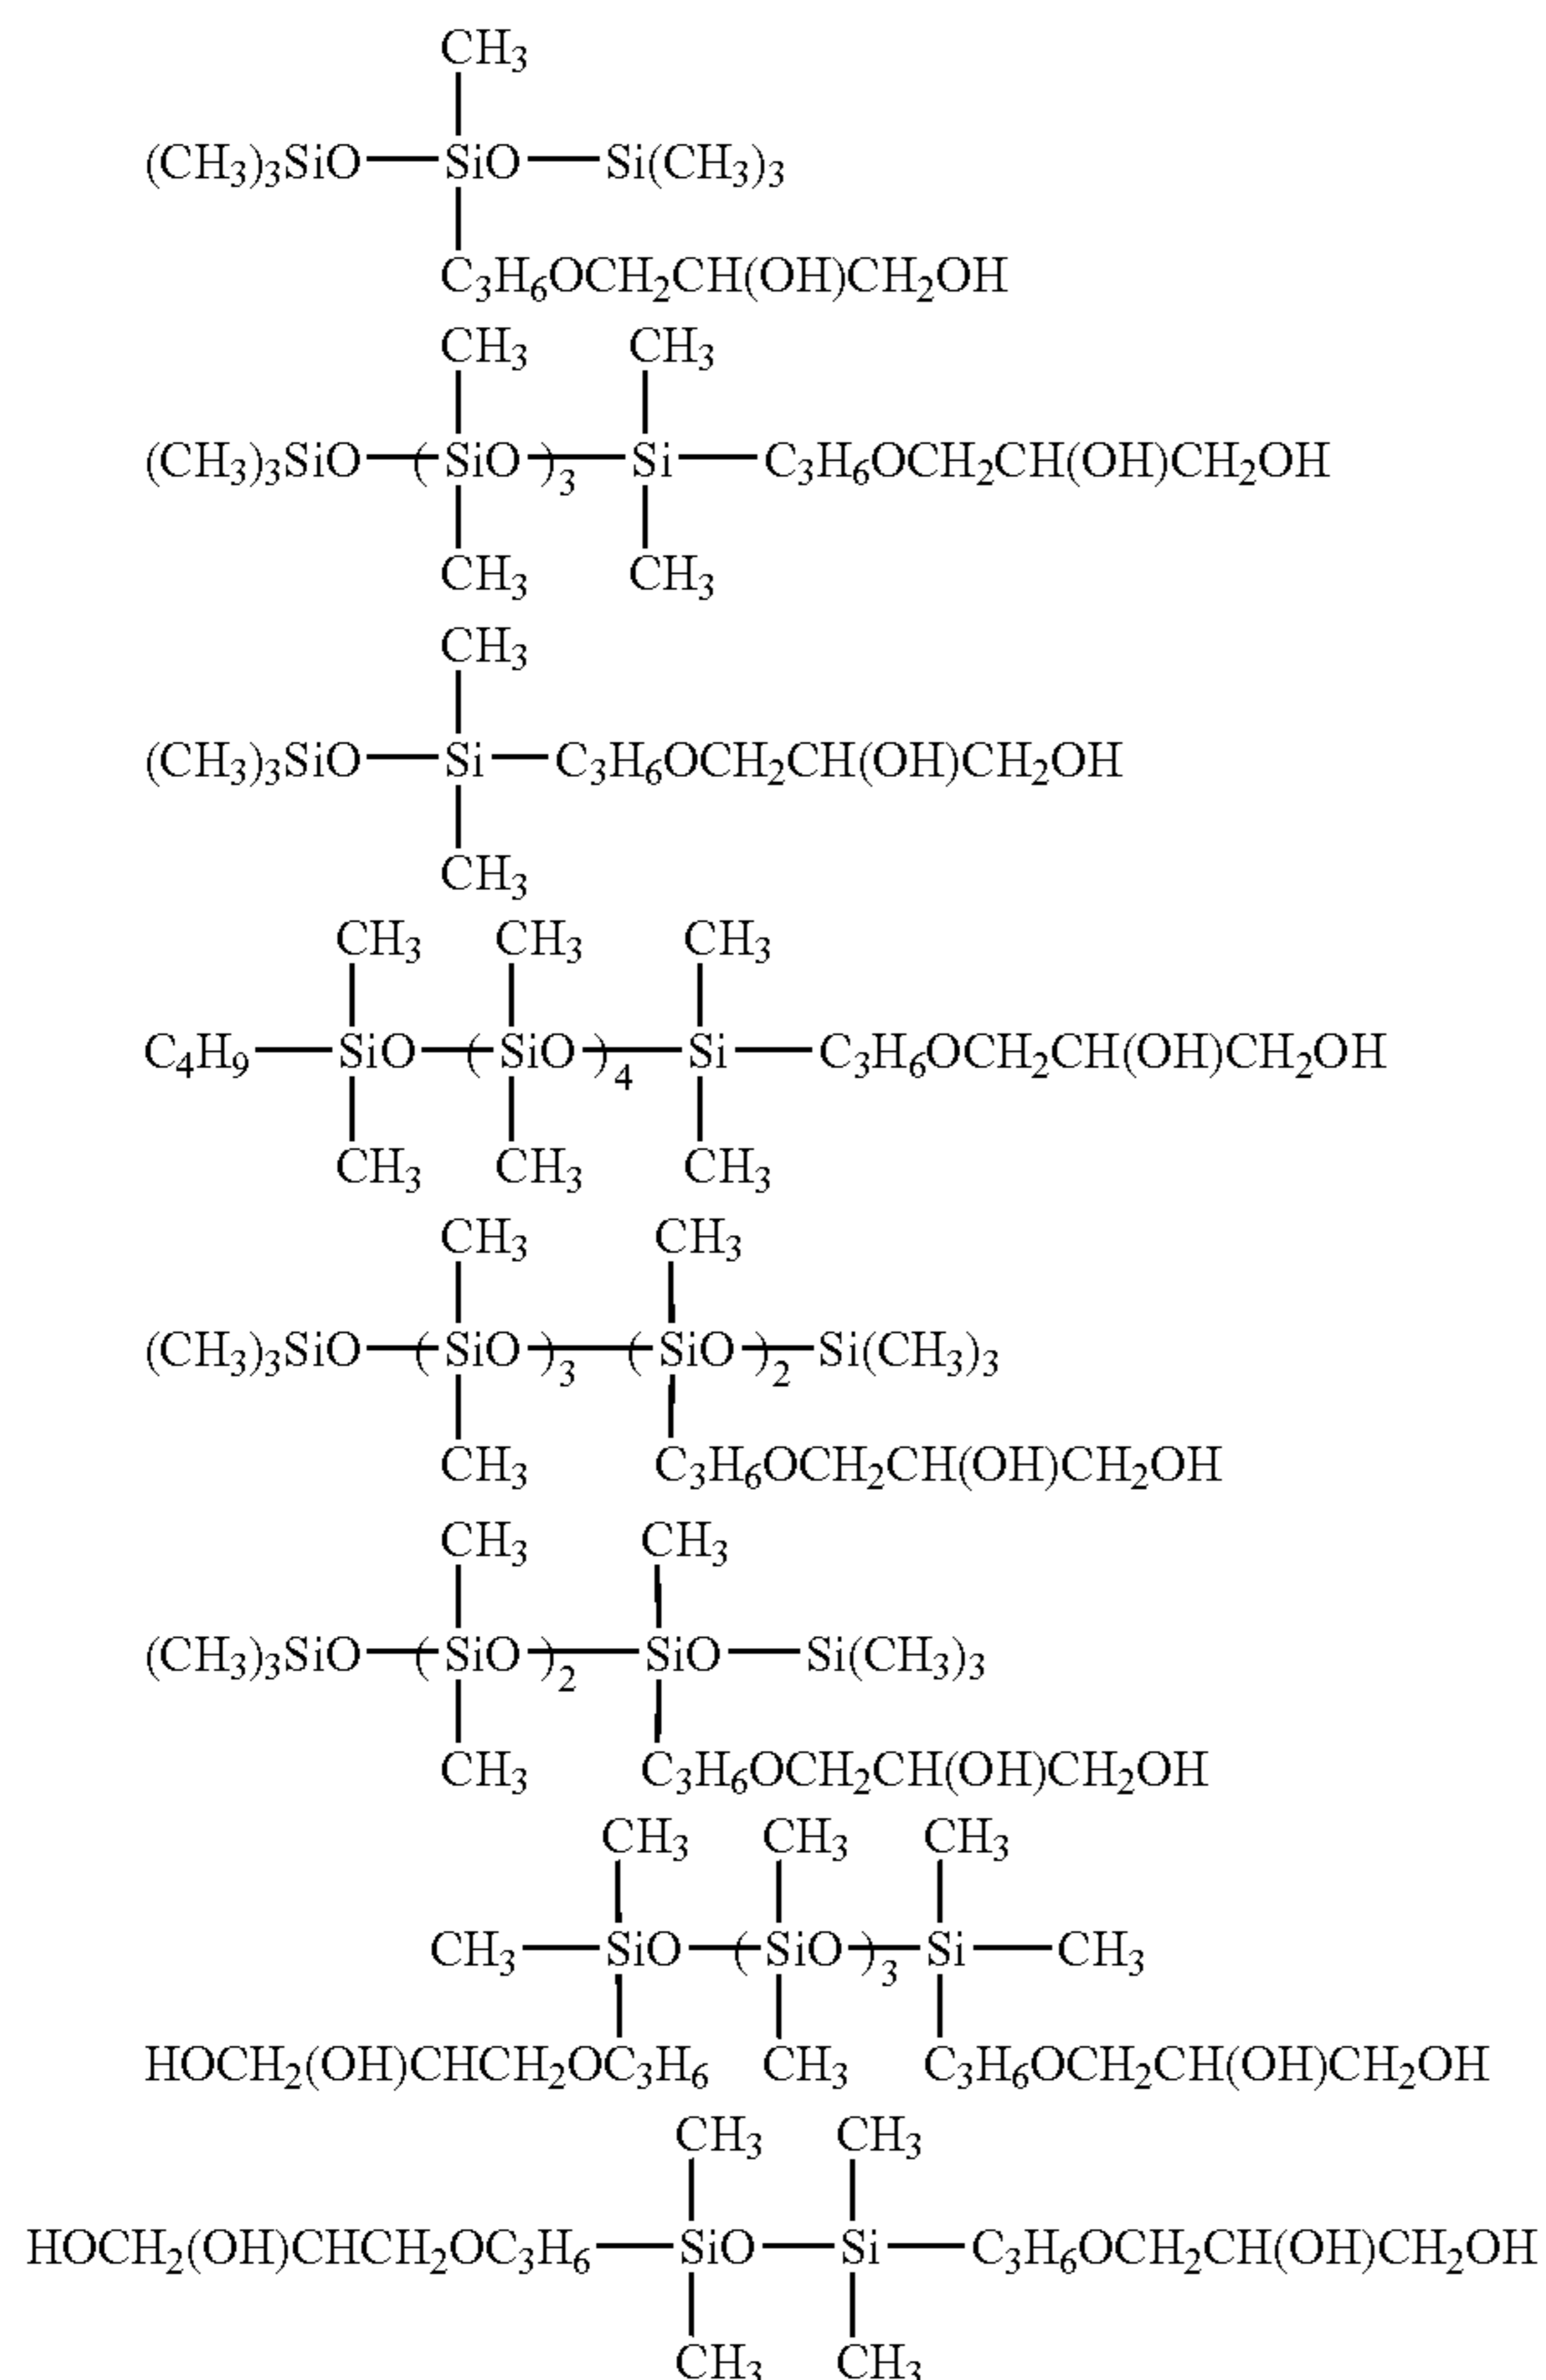 CH3
(CH3)3SiO SiO Si(CH3)3
C3H6OCH2CH(OH)CH2OH
CH3 CH3
(CH3)3SiO ( SiO )3 Si C3H6OCH2CH(OH)CH2OH
CH3 CH3
CH3
(CH3)3SiO Si C3H6OCH2CH(OH)CH2OH
CH3
CH3 CH3 CH3
C4H9 SiO ( SiO )4 Si C3H6OCH2CH(OH)CH2OH
CH3 CH3 CH3
CH3 CH3
(CH3)3SiO ( SiO )3 ( SiO )2 Si(CH3)3
CH3 C3H6OCH2CH(OH)CH2OH
CH3 CH3
(CH3)3SiO ( SiO )2 SiO Si(CH3)3
CH3 C3H6OCH2CH(OH)CH2OH
CH3 CH3 CH3
CH3 SiO ( SiO )3 Si CH3
HOCH2(OH)CHCH2OC3H6 CH3 C3H6OCH2CH(OH)CH2OH
CH3 CH3
HOCH2(OH)CHCH2OC3H6 SiO Si C3H6OCH2CH(OH)CH2OH
CH3 CH3